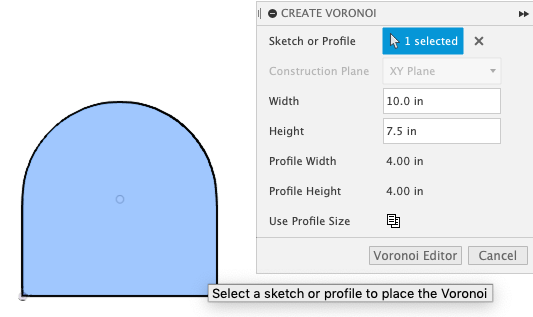 CREATE VORONOI
Sketch or Profile 1 selected
Construction Plane XY Plane
Width 10.0 in
Height 7.5 in
Profile Width 4.00 in
Profile Height 4.00 in
Use Profile Size
Voronoi Editor Cancel
Select a sketch or profile to place the Voronoi